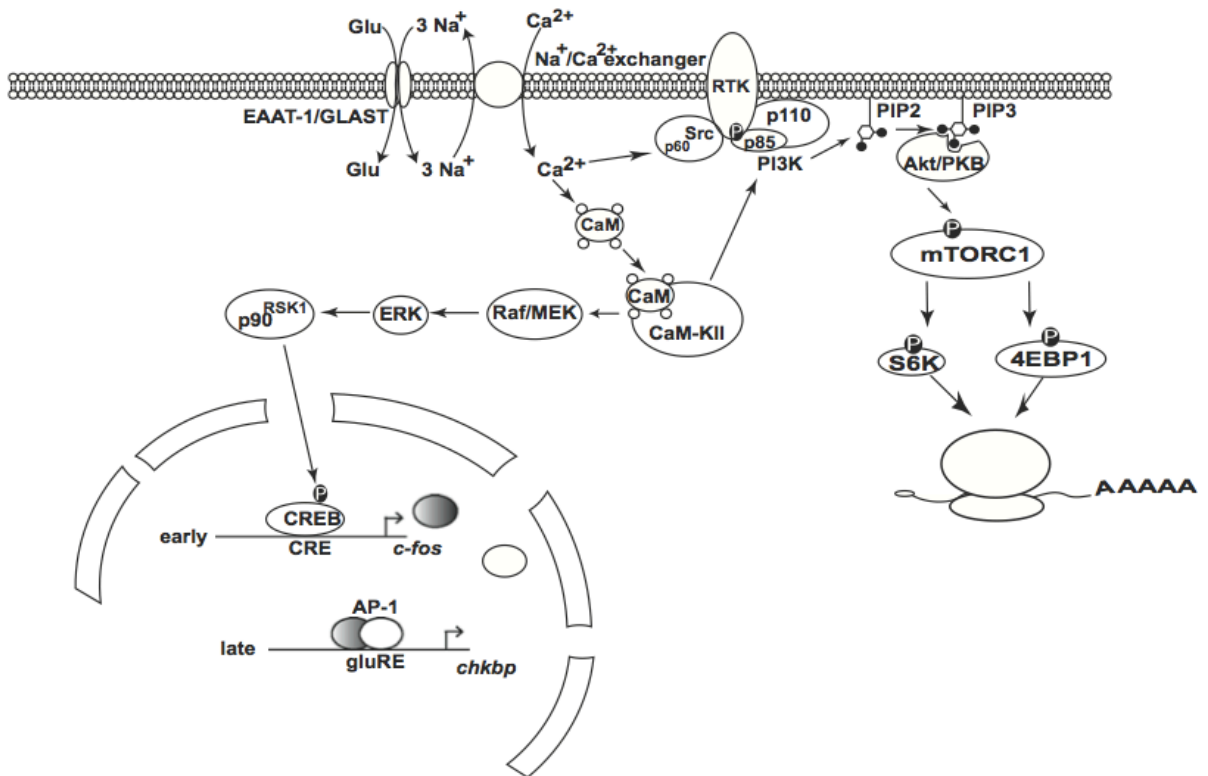 Glu
3 Na+
Ca2+
Na+/Ca2+exchanger
RTK
EAAT-1/GLAST
Glu
3 Na+
Ca2+
p60Src
P
p85
p110
PI3K
PIP2
PIP3
Akt/PKB
CaM
P
mTORC1
CaM
CaM-KII
Raf/MEK
ERK
p90RSK1
P
S6K
P
4EBP1
AAAAA
P
CREB
early
CRE
c-fos
AP-1
late
gluRE
chkbp